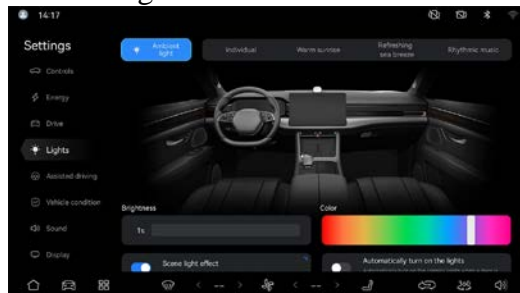 14:17
Settings
Ambient
light
Individual
Warm sunrise
Refreshing
sea breeze
Rhythmic music
Controls
Energy
Drive
Lights
Assisted driving
Vehicle condition
Sound
Display
Brightness
Color
1%
Scene light effect
Automatically turn on the lights
< -- >
< -- >